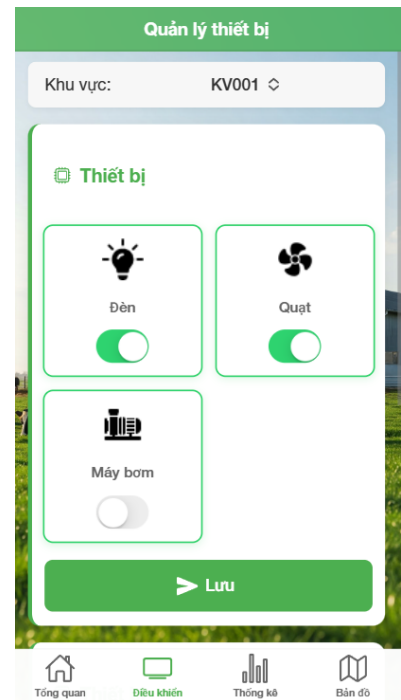 Quản lý thiết bị
Khu vực: KV001
Thiết bị
Đèn Quạt
Máy bơm
Lưu
Tổng quan Điều khiển Thống kê Bản đồ